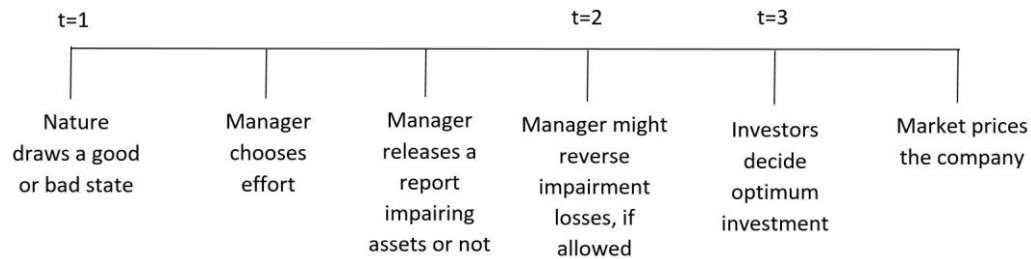 t=1
t=2
t=3
Nature
draws a good
or bad state
Manager
chooses
effort
Manager
releases a
report
impairing
assets or not
Manager might
reverse
impairment
losses, if
allowed
Investors
decide
optimum
investment
Market prices
the company